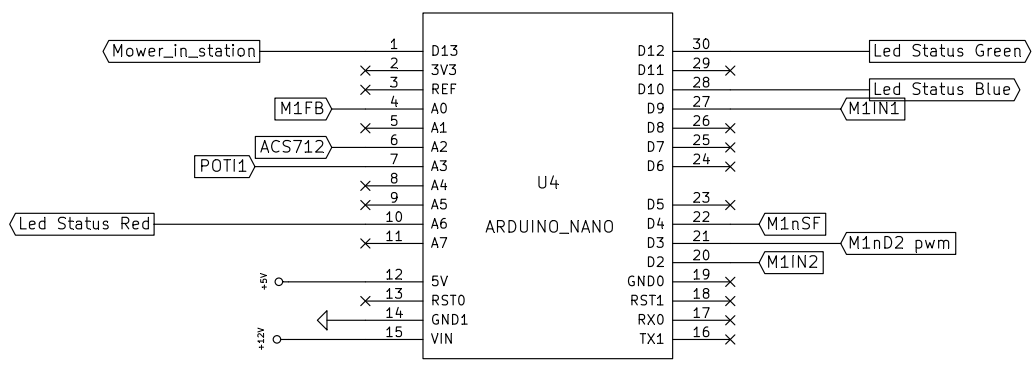 Mower_in_station 1 D13 D12 30 Led Status Green
2 3V3 D11 29
3 REF D10 28 Led Status Blue
M1FB 4 A0 D9 27 M1IN1
5 A1 D8 26
ACS712 6 A2 D7 25
POTI1 7 A3 D6 24
8 A4
U4
9 A5 D5 23
Led Status Red 10 A6 D4 22 M1nSF
ARDUINO_NANO
11 A7 D3 21 M1nD2 pwm
D2 20 M1IN2
+5V 12 5V GND0 19
13 RST0 RST1 18
14 GND1 RX0 17
+12V 15 VIN TX1 16